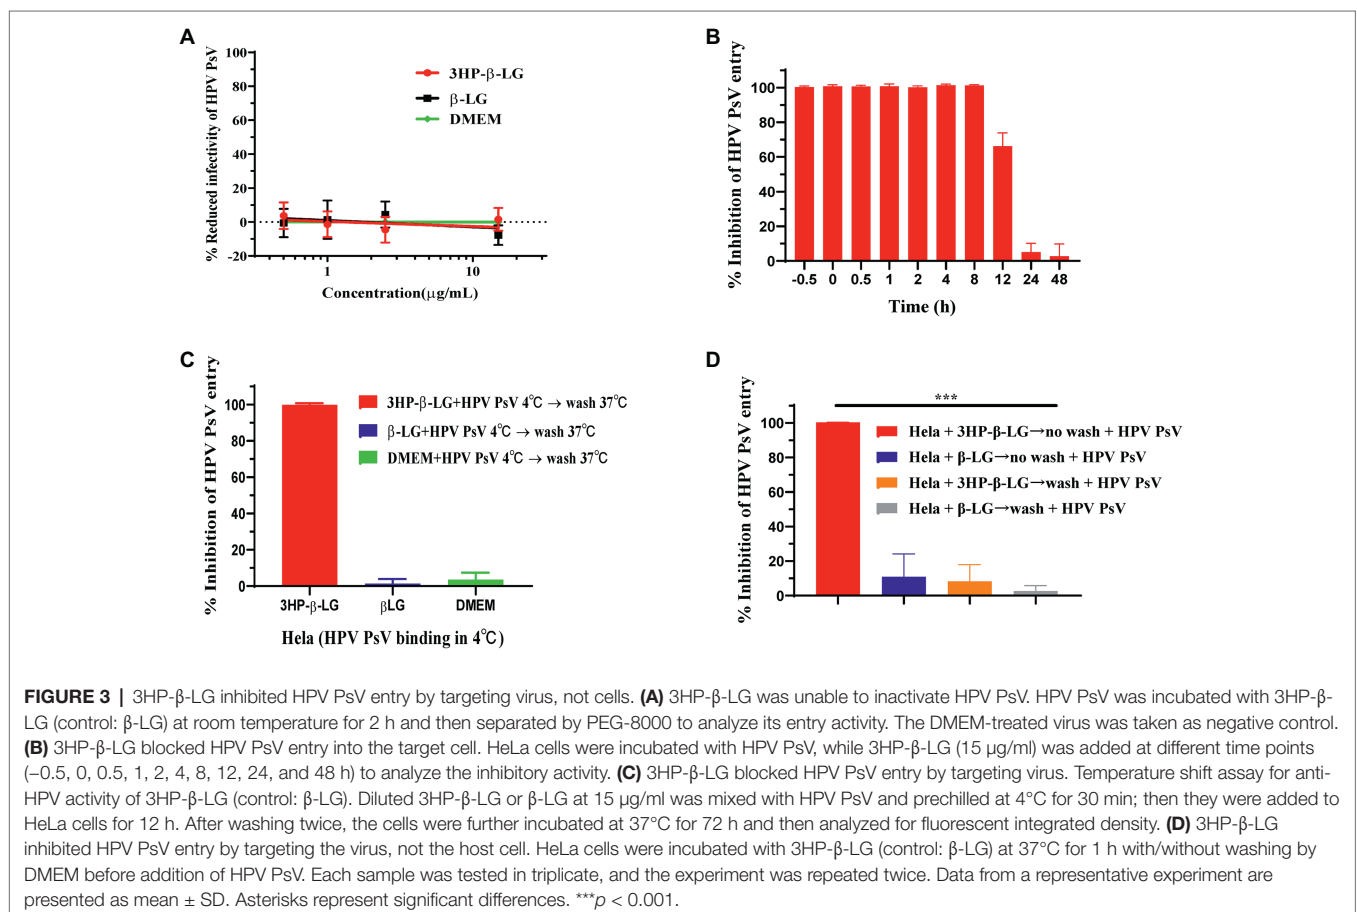 A
% Reduced infectivity of HPV PsV
100
80
60
40
20
0
-20
1
10
Concentration(μg/mL)
3HP-β-LG
β-LG
DMEM
B
% Inhibition of HPV PsV entry
100
80
60
40
20
0
-0.5 0 0.5 1 2 4 8 12 24 48
Time (h)
C
% Inhibition of HPV PsV entry
100
80
60
40
20
0
3HP-β-LG βLG DMEM
Hela (HPV PsV binding in 4℃)
3HP-β-LG+HPV PsV 4℃ → wash 37℃
β-LG+HPV PsV 4℃ → wash 37℃
DMEM+HPV PsV 4℃ → wash 37℃
D
% Inhibition of HPV PsV entry
100
80
60
40
20
0
***
Hela + 3HP-β-LG→no wash + HPV PsV
Hela + β-LG→no wash + HPV PsV
Hela + 3HP-β-LG→wash + HPV PsV
Hela + β-LG→wash + HPV PsV
FIGURE 3 | 3HP-β-LG inhibited HPV PsV entry by targeting virus, not cells. (A) 3HP-β-LG was unable to inactivate HPV PsV. HPV PsV was incubated with 3HP-β-
LG (control: β-LG) at room temperature for 2 h and then separated by PEG-8000 to analyze its entry activity. The DMEM-treated virus was taken as negative control.
(B) 3HP-β-LG blocked HPV PsV entry into the target cell. HeLa cells were incubated with HPV PsV, while 3HP-β-LG (15 μg/ml) was added at different time points
(−0.5, 0, 0.5, 1, 2, 4, 8, 12, 24, and 48 h) to analyze the inhibitory activity. (C) 3HP-β-LG blocked HPV PsV entry by targeting virus. Temperature shift assay for anti-
HPV activity of 3HP-β-LG (control: β-LG). Diluted 3HP-β-LG or β-LG at 15 μg/ml was mixed with HPV PsV and prechilled at 4°C for 30 min; then they were added to
HeLa cells for 12 h. After washing twice, the cells were further incubated at 37°C for 72 h and then analyzed for fluorescent integrated density. (D) 3HP-β-LG
inhibited HPV PsV entry by targeting the virus, not the host cell. HeLa cells were incubated with 3HP-β-LG (control: β-LG) at 37°C for 1 h with/without washing by
DMEM before addition of HPV PsV. Each sample was tested in triplicate, and the experiment was repeated twice. Data from a representative experiment are
presented as mean ± SD. Asterisks represent significant differences. ***p < 0.001.